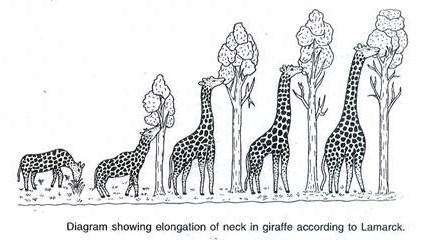 Diagram showing elongation of neck in giraffe according to Lamarck.